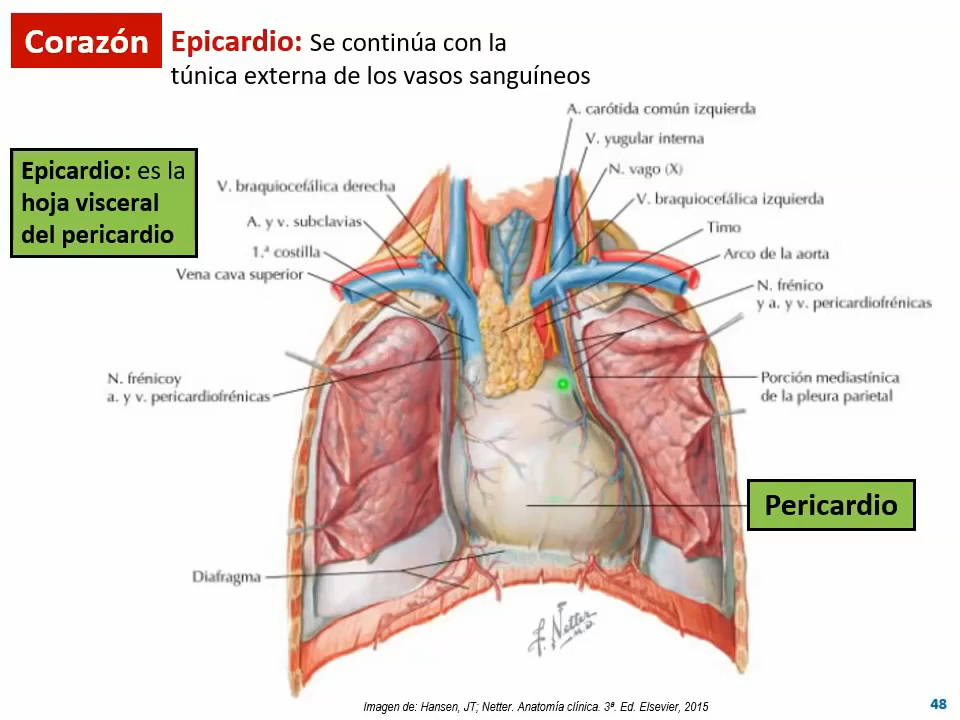 Corazón
Epicardio: Se continúa con la
túnica externa de los vasos sanguíneos
Epicardio: es la
hoja visceral
del pericardio
A. carótida común izquierda
V. yugular interna
N. vago (X)
V. braquiocefálica izquierda
Timo
Arco de la aorta
N. frénico
y a. y v. pericardiofrénicas
Porción mediastínica
de la pleura parietal
Pericardio
V. braquiocefálica derecha
A. y v. subclavias
1.ª costilla
Vena cava superior
N. frénicoy
a. y v. pericardiofrénicas
Diafragma
F. Netter
M.D.
Imagen de: Hansen, JT; Netter. Anatomía clínica. 3ª. Ed. Elsevier, 2015
48